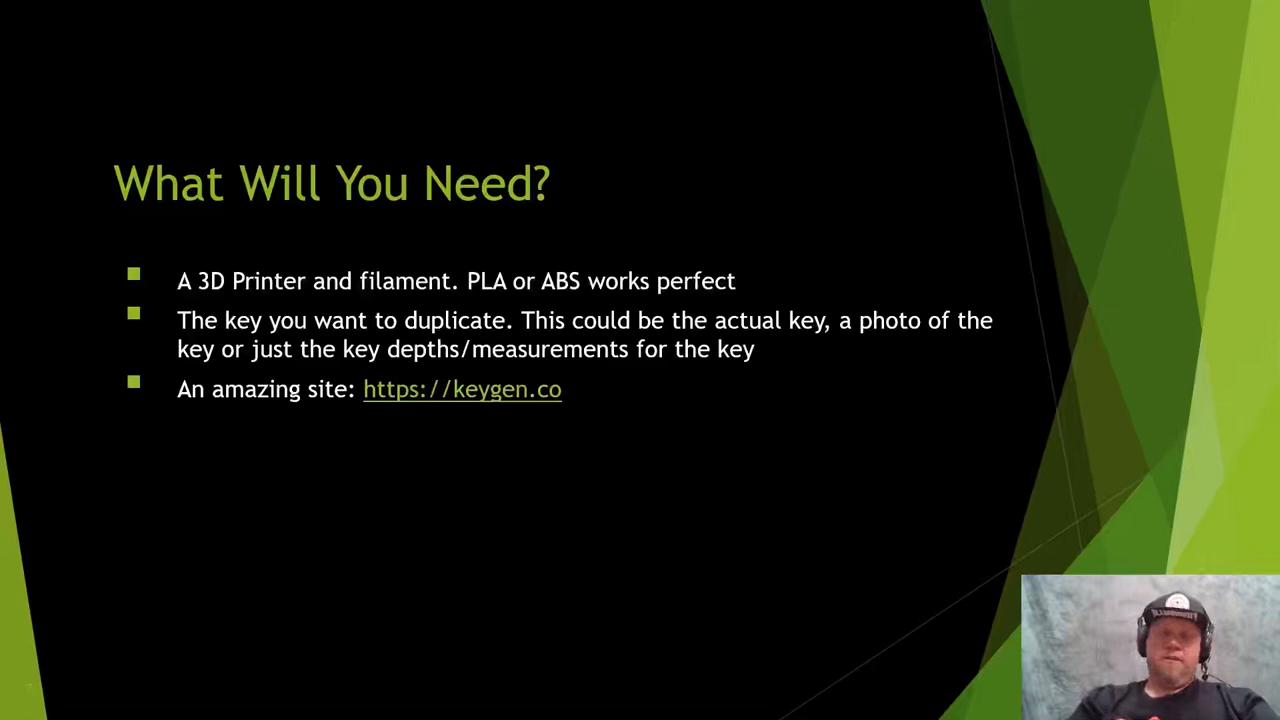 What Will You Need?
A 3D Printer and filament. PLA or ABS works perfect
The key you want to duplicate. This could be the actual key, a photo of the
key or just the key depths/measurements for the key
An amazing site: https://keygen.co